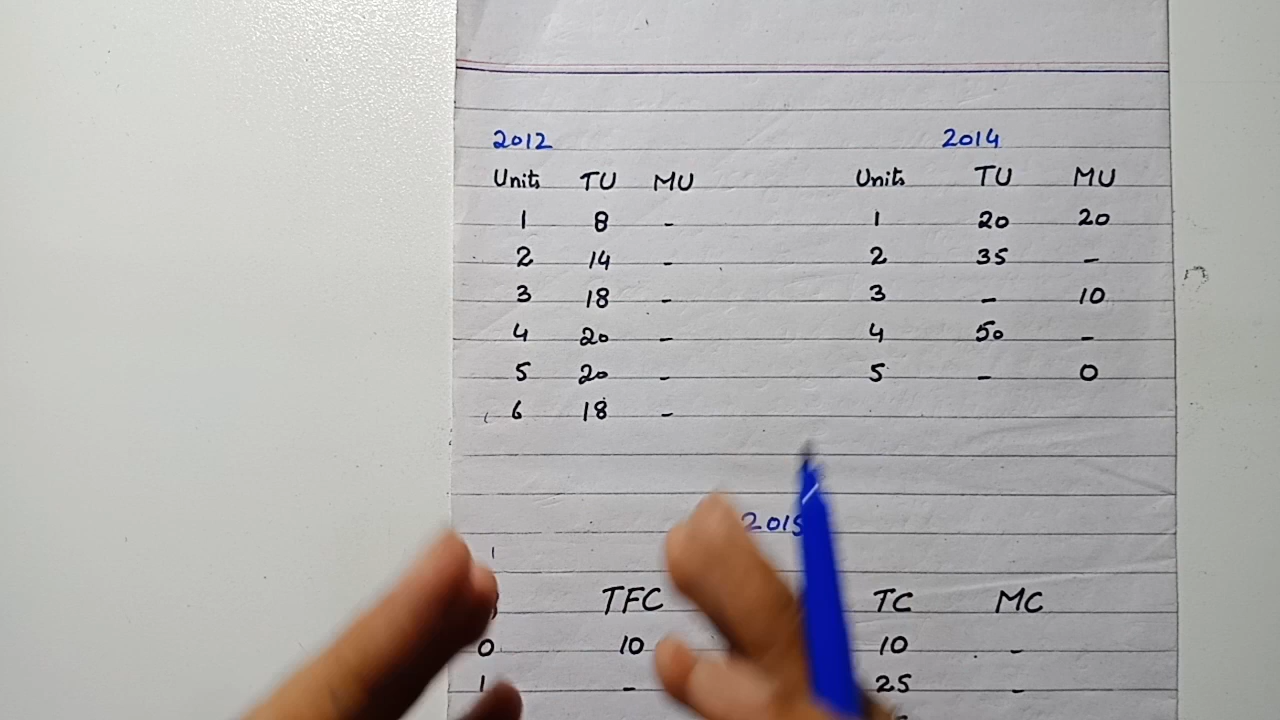 2012 2014
Units TU MU Units TU MU
1 8 - 1 20 20
2 14 - 2 35 -
3 18 - 3 - 10
4 20 - 4 50 -
5 20 - 5 - 0
6 18 -
2015
TFC TC MC
0 10 10 -
1 - 25 -